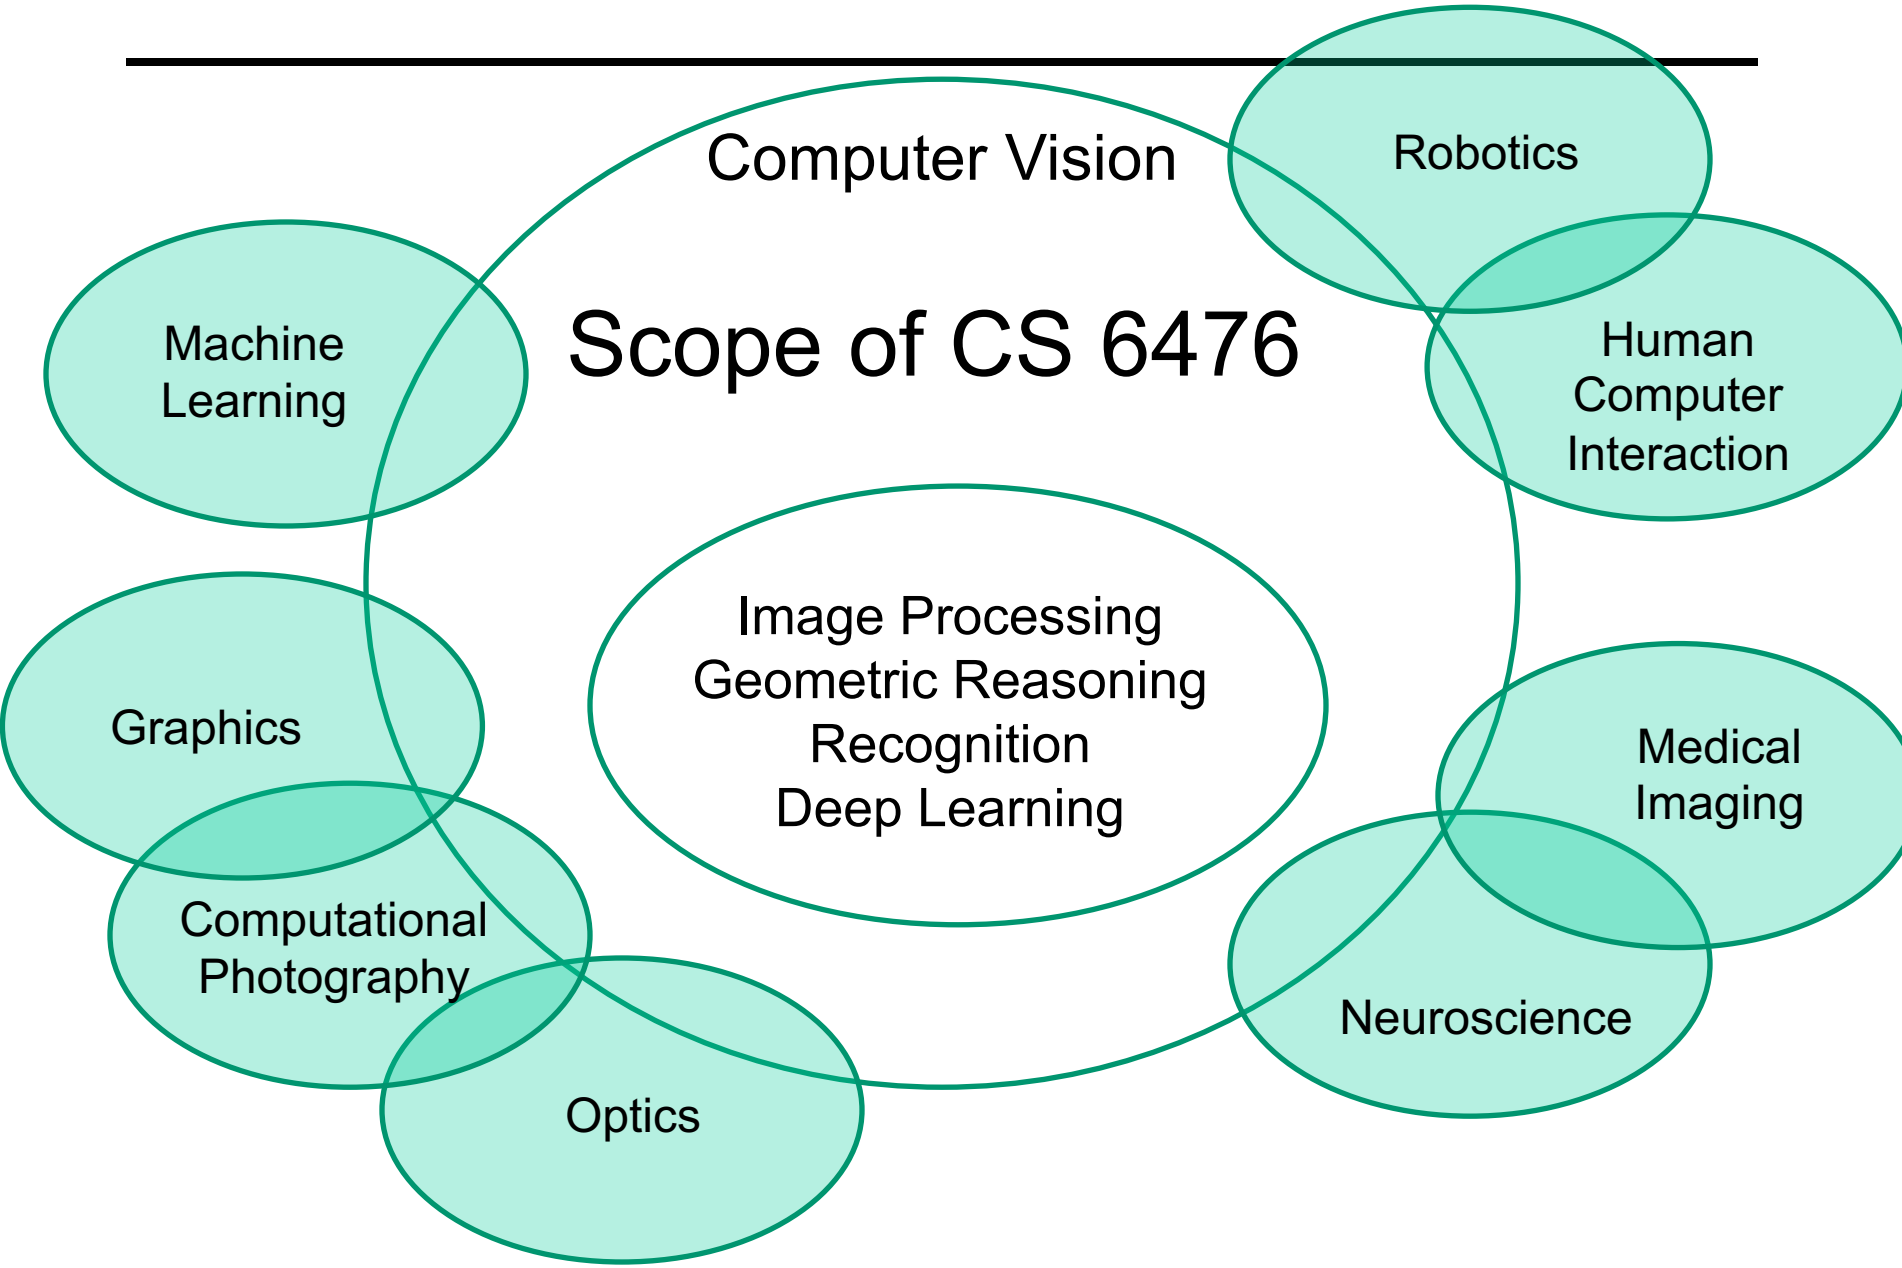 Computer Vision
Robotics
Scope of CS 6476
Machine
Learning
Human
Computer
Interaction
Image Processing
Geometric Reasoning
Recognition
Deep Learning
Graphics
Medical
Imaging
Computational
Photography
Neuroscience
Optics